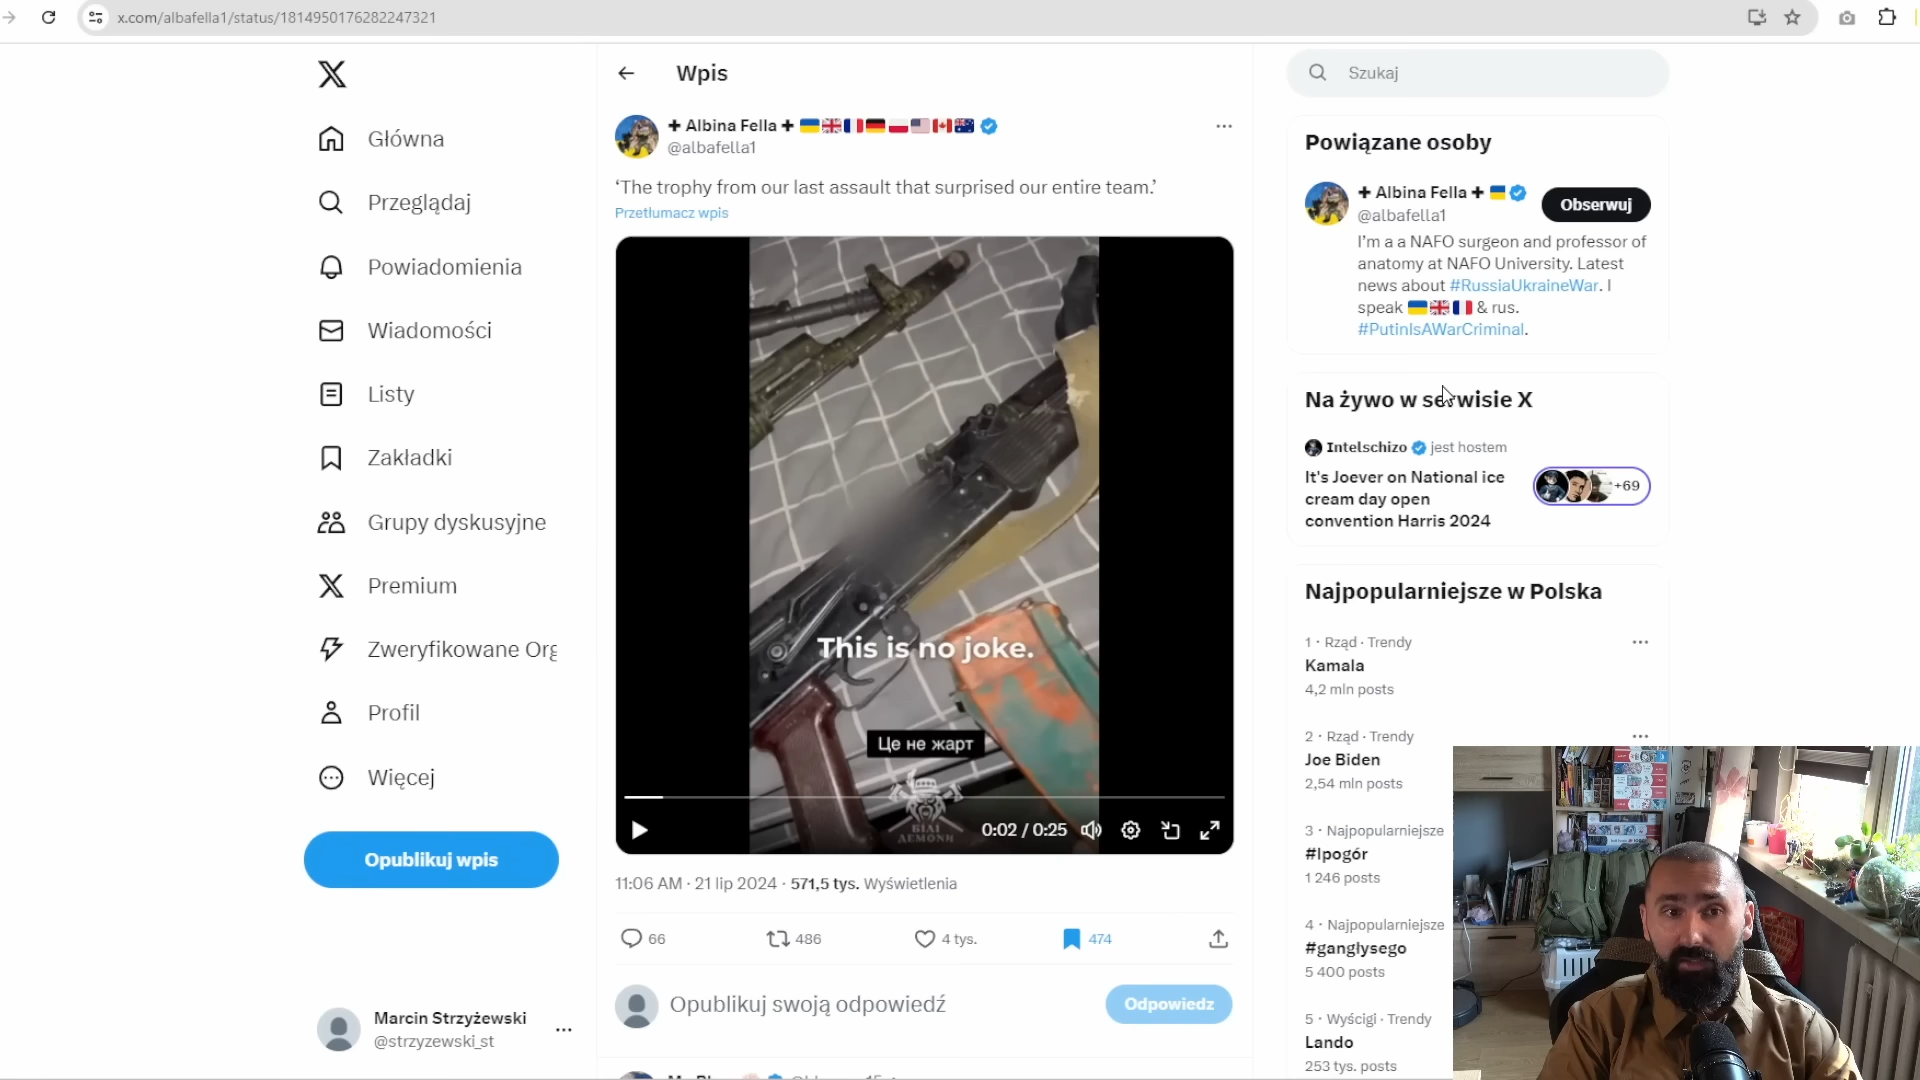 x.com/albafella1/status/1814950176282247321
Główna
Przeglądaj
Powiadomienia
Wiadomości
Listy
Zakładki
Grupy dyskusyjne
Premium
Zweryfikowane Org
Profil
Więcej
Opublikuj wpis
Marcin Strzyżewski
@strzyzewski_st
Wpis
Albina Fella
@albafella1
‘The trophy from our last assault that surprised our entire team.’
Przetłumacz wpis
This is no joke.
Це не жарт
БІЛІ
ДЕМОНИ
0:02 / 0:25
11:06 AM · 21 lip 2024 · 571,5 tys. Wyświetlenia
66
486
4 tys.
474
Opublikuj swoją odpowiedź
Odpowiedz
Szukaj
Powiązane osoby
Albina Fella
@albafella1
Obserwuj
I’m a a NAFO surgeon and professor of
anatomy at NAFO University. Latest
news about #RussiaUkraineWar. I
speak & rus.
#PutinIsAWarCriminal.
Na żywo w serwisie X
Intelschizo jest hostem
It's Joever on National ice
cream day open
convention Harris 2024
+69
Najpopularniejsze w Polska
1 · Rząd · Trendy
Kamala
4,2 mln posts
2 · Rząd · Trendy
Joe Biden
2,54 mln posts
3 · Najpopularniejsze
#Ipogór
1 246 posts
4 · Najpopularniejsze
#gangłysego
5 400 posts
5 · Wyścigi · Trendy
Lando
253 tys. posts